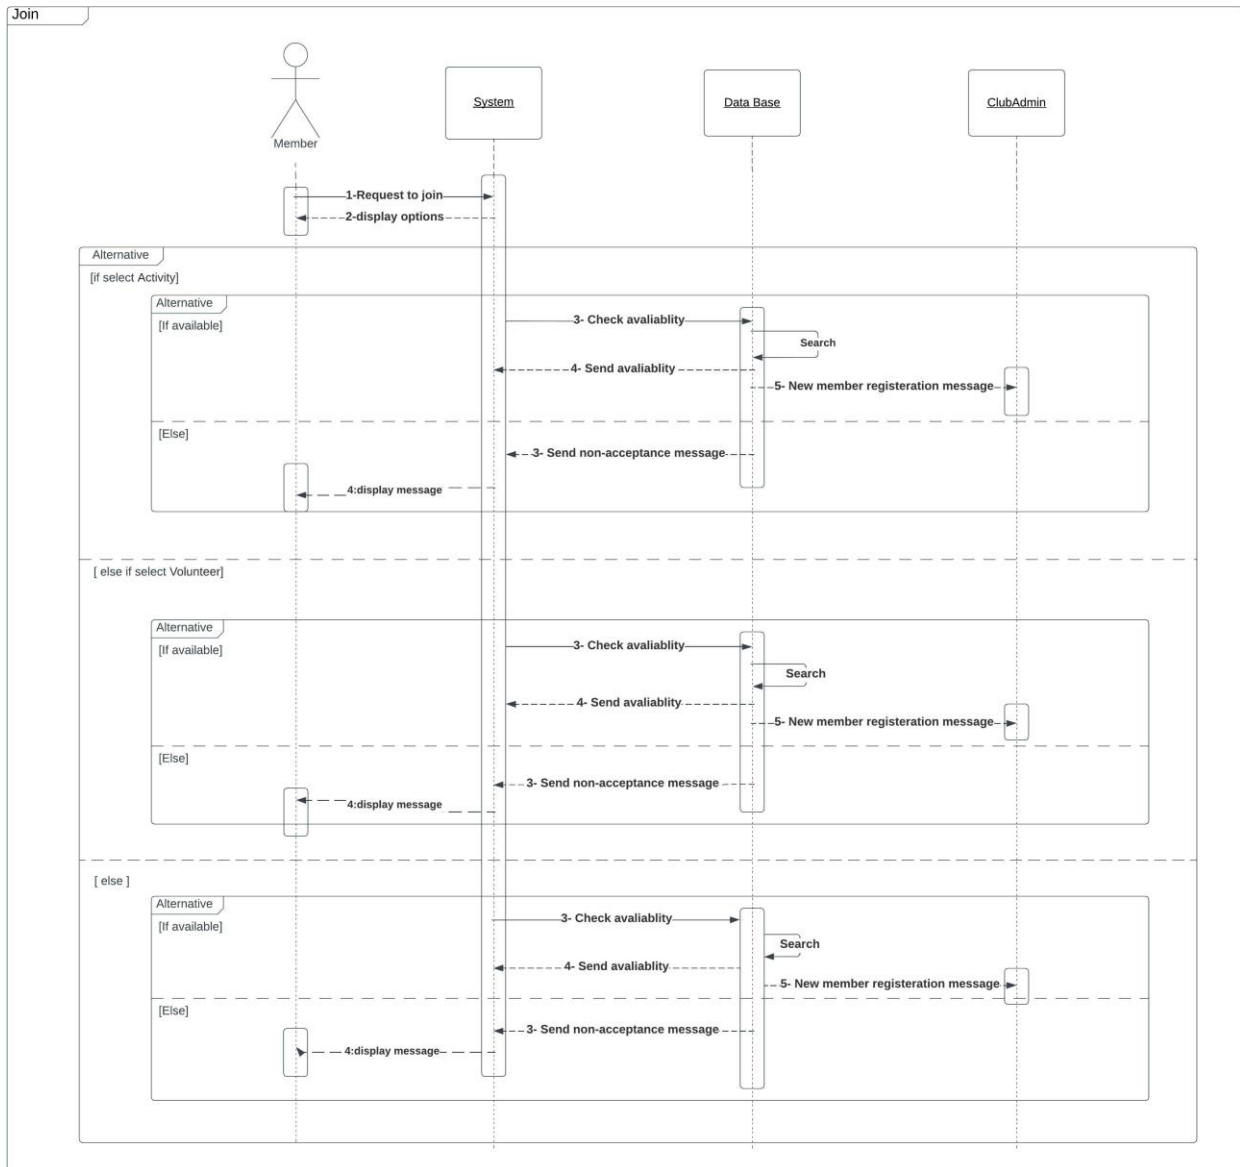 Join
Member
System
Data Base
ClubAdmin
1-Request to join
2-display options
Alternative
[if select Activity]
Alternative
[If available]
3- Check avaliablity
Search
4- Send avaliablity
5- New member registeration message
[Else]
3- Send non-acceptance message
4:display message
[ else if select Volunteer]
Alternative
[If available]
3- Check avaliablity
Search
4- Send avaliablity
5- New member registeration message
[Else]
3- Send non-acceptance message
4:display message
[ else ]
Alternative
[If available]
3- Check avaliablity
Search
4- Send avaliablity
5- New member registeration message
[Else]
3- Send non-acceptance message
4:display message